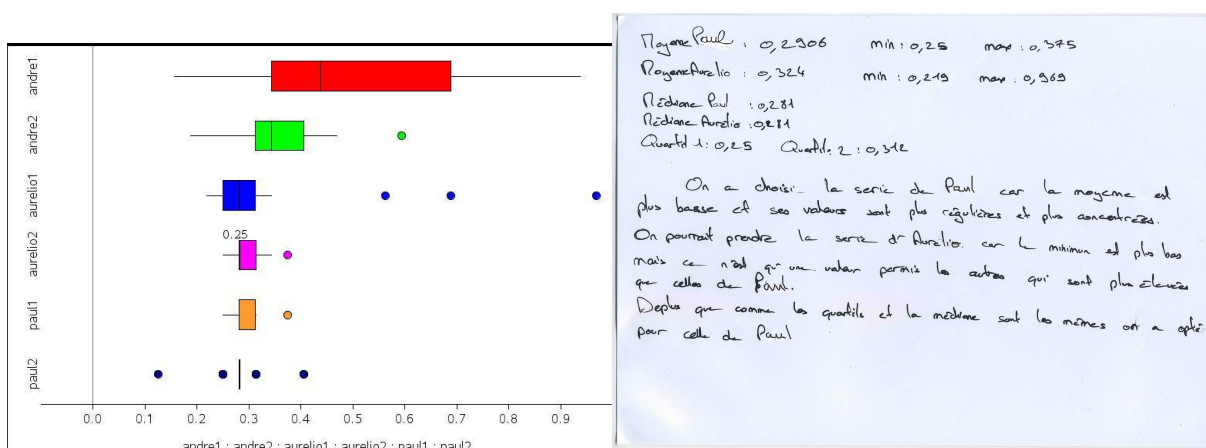 andre1
andre2
aurelio1
0.25
aurelio2
paul1
paul2
0.0 0.1 0.2 0.3 0.4 0.5 0.6 0.7 0.8 0.9
andre1 ; andre2 ; aurelio1 ; aurelio2 ; paul1 ; paul2
Moyenne Paul : 0,2906 min : 0,25 max : 0,375
Moyenne Aurelio : 0,324 min : 0,219 max : 0,969
Médiane Paul : 0,281
Médiane Aurélio : 0,281
Quartil 1 : 0,25 Quartile 2 : 0,312
On a choisi la serie de Paul car la moyenne est
plus basse et ses valeurs sont plus régulières et plus concentrées.
On pourrait prendre la serie d'Aurelio car le minimun est plus bas
mais ce n'est qu'une valeur permis les autres qui sont plus élevées
que celles de Paul.
Deplus que comme les quartils et la médiane sont les mêmes on a opté
pour celle de Paul